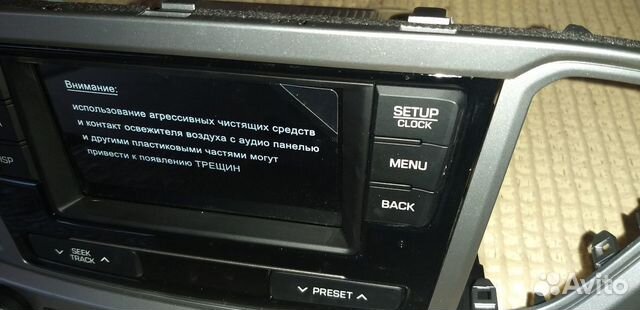 Внимание:
использование агрессивных чистящих средств
и контакт освежителя воздуха с аудио панелью
и другими пластиковыми частями могут
привести к появлению ТРЕЩИН
SETUP
CLOCK
MENU
BACK
SEEK
TRACK
PRESET
Avito